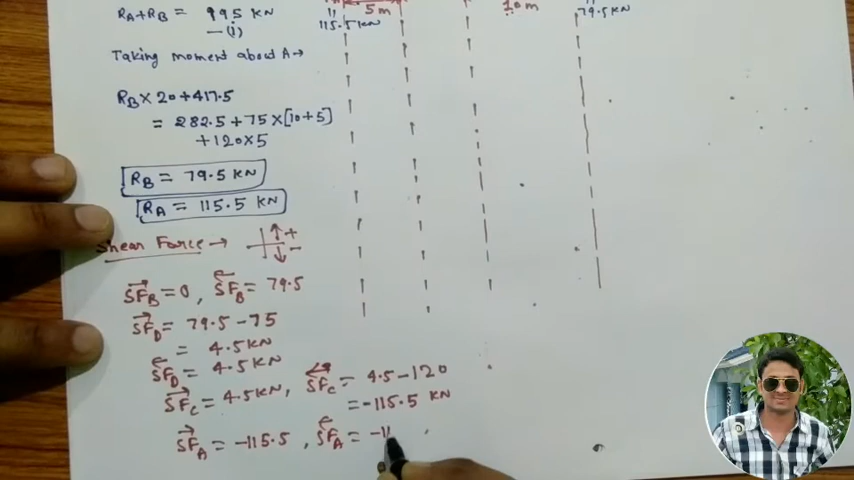 RA+RB = 195 KN
—(i)
115.5KN
5m
10m
79.5KN
Taking moment about A→
RB×20+417.5
= 282.5+75×[10+5]
+120×5
RB = 79.5 KN
RA = 115.5 KN
Shear Force → + −
SFB=0, SFB= 79.5
SFD= 79.5-75
= 4.5KN
SFD= 4.5KN
SFC= 4.5KN, SFC= 4.5-120
=-115.5 KN
SFA= -115.5, SFA= -11